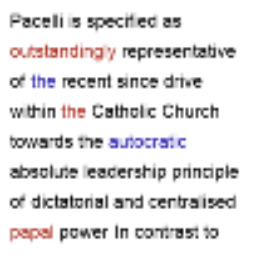 Pacelli is specified as
outstandingly representative
of the recent since drive
within the Catholic Church
towards the autocratic
absolute leadership principle
of dictatorial and centralised
papal power In contrast to